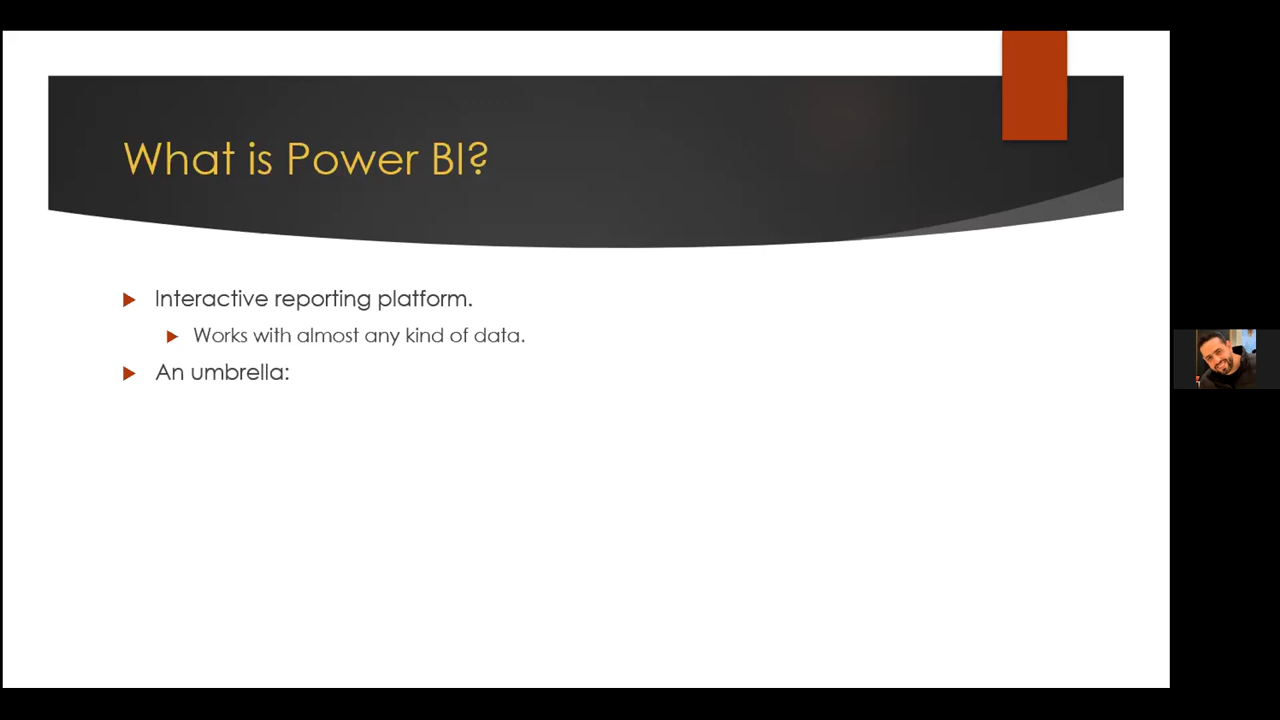 What is Power BI?
Interactive reporting platform.
Works with almost any kind of data.
An umbrella: